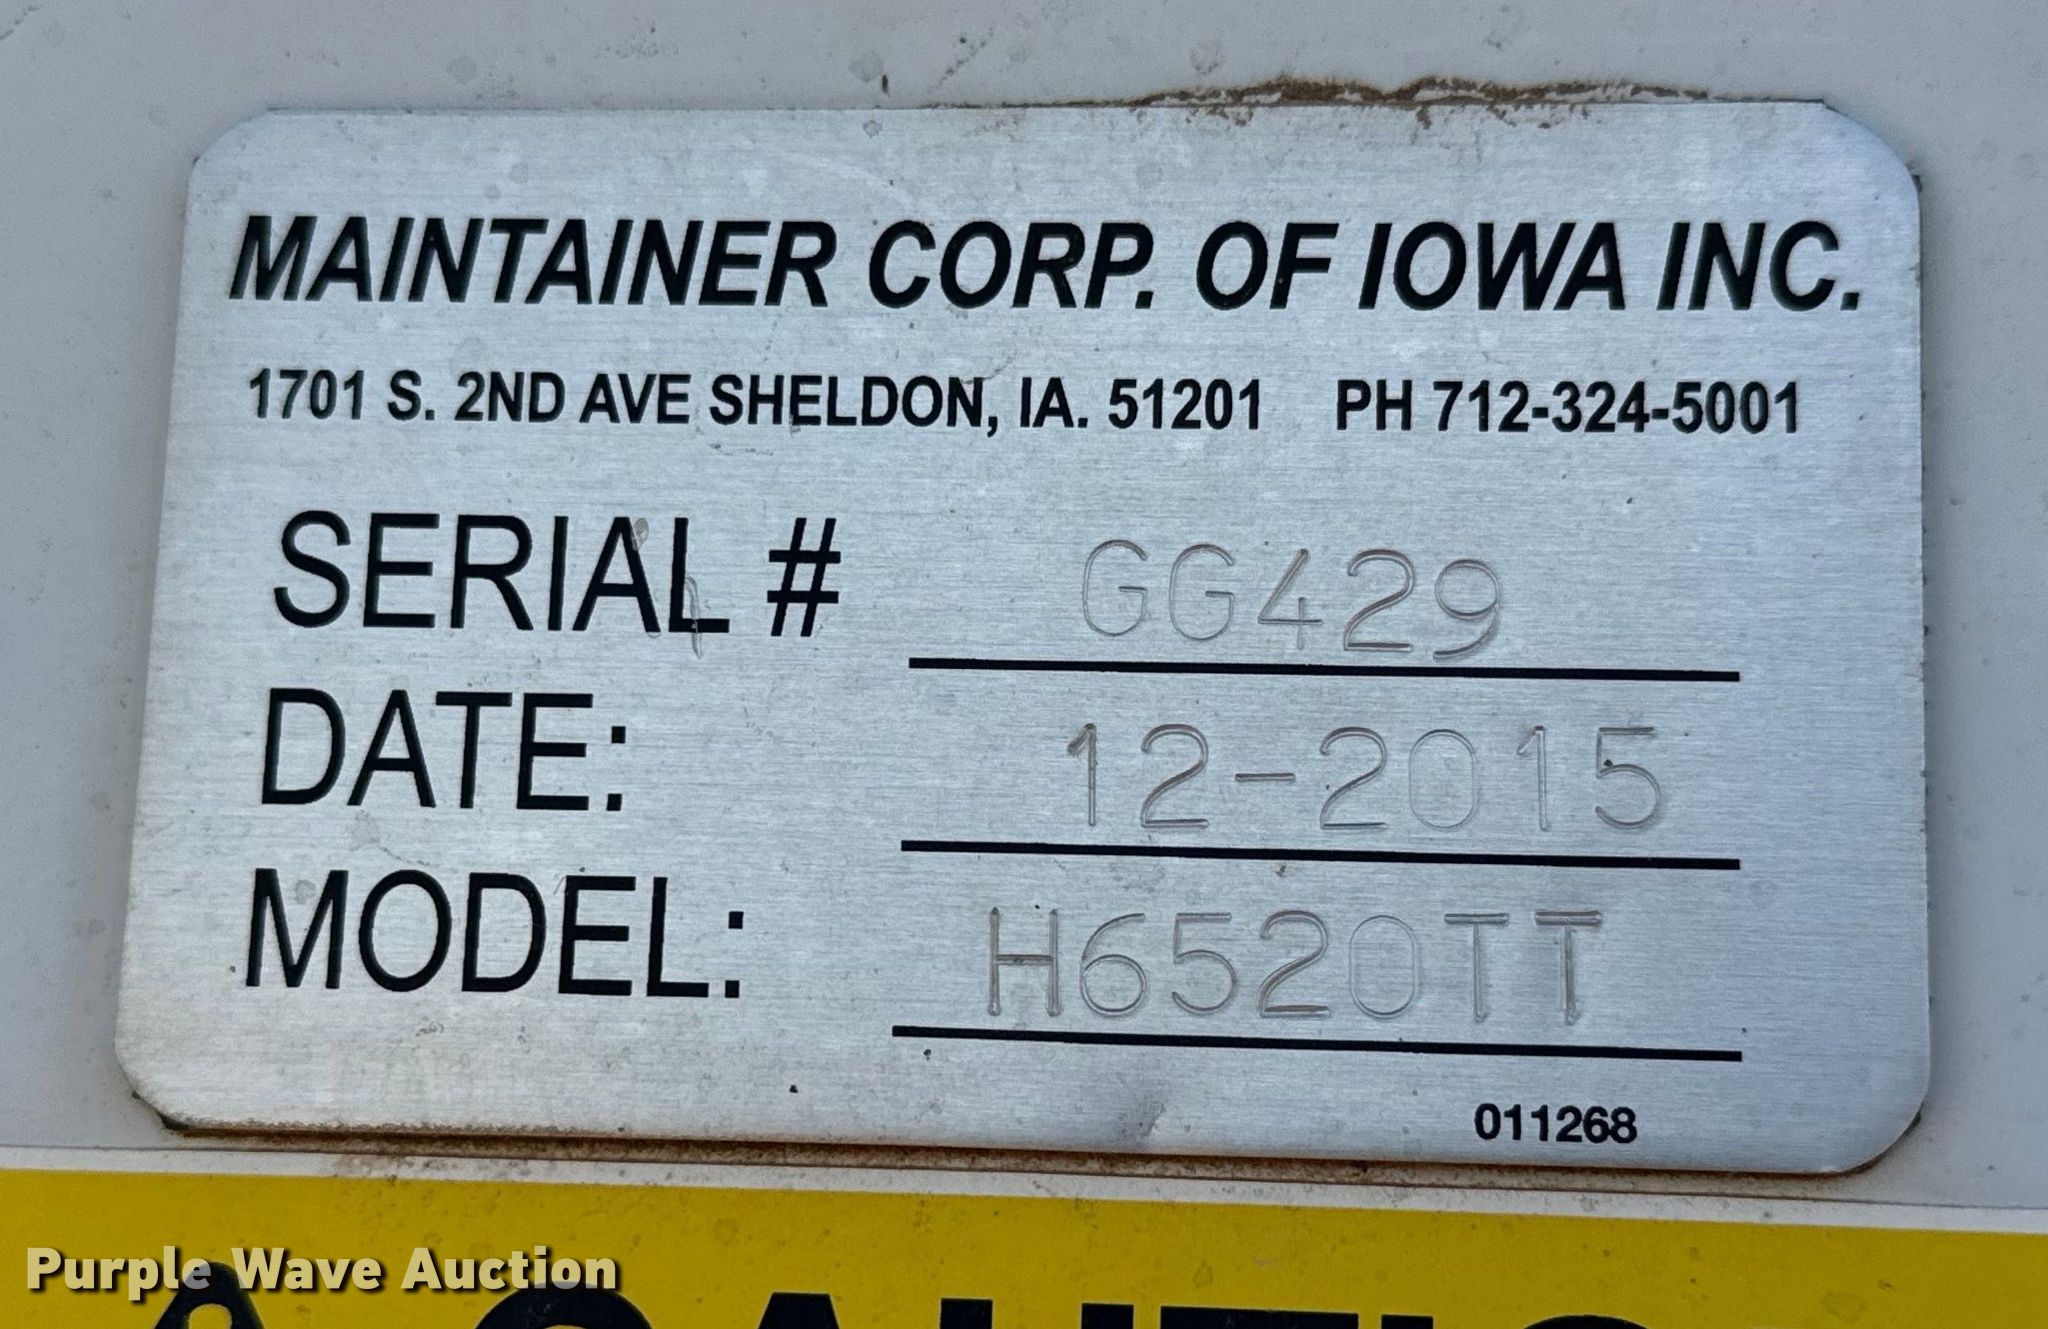 MAINTAINER CORP. OF IOWA INC.
1701 S. 2ND AVE SHELDON, IA. 51201 PH 712-324-5001
SERIAL # GG429
DATE: 12-2015
MODEL: H6520TT
011268
Purple Wave Auction